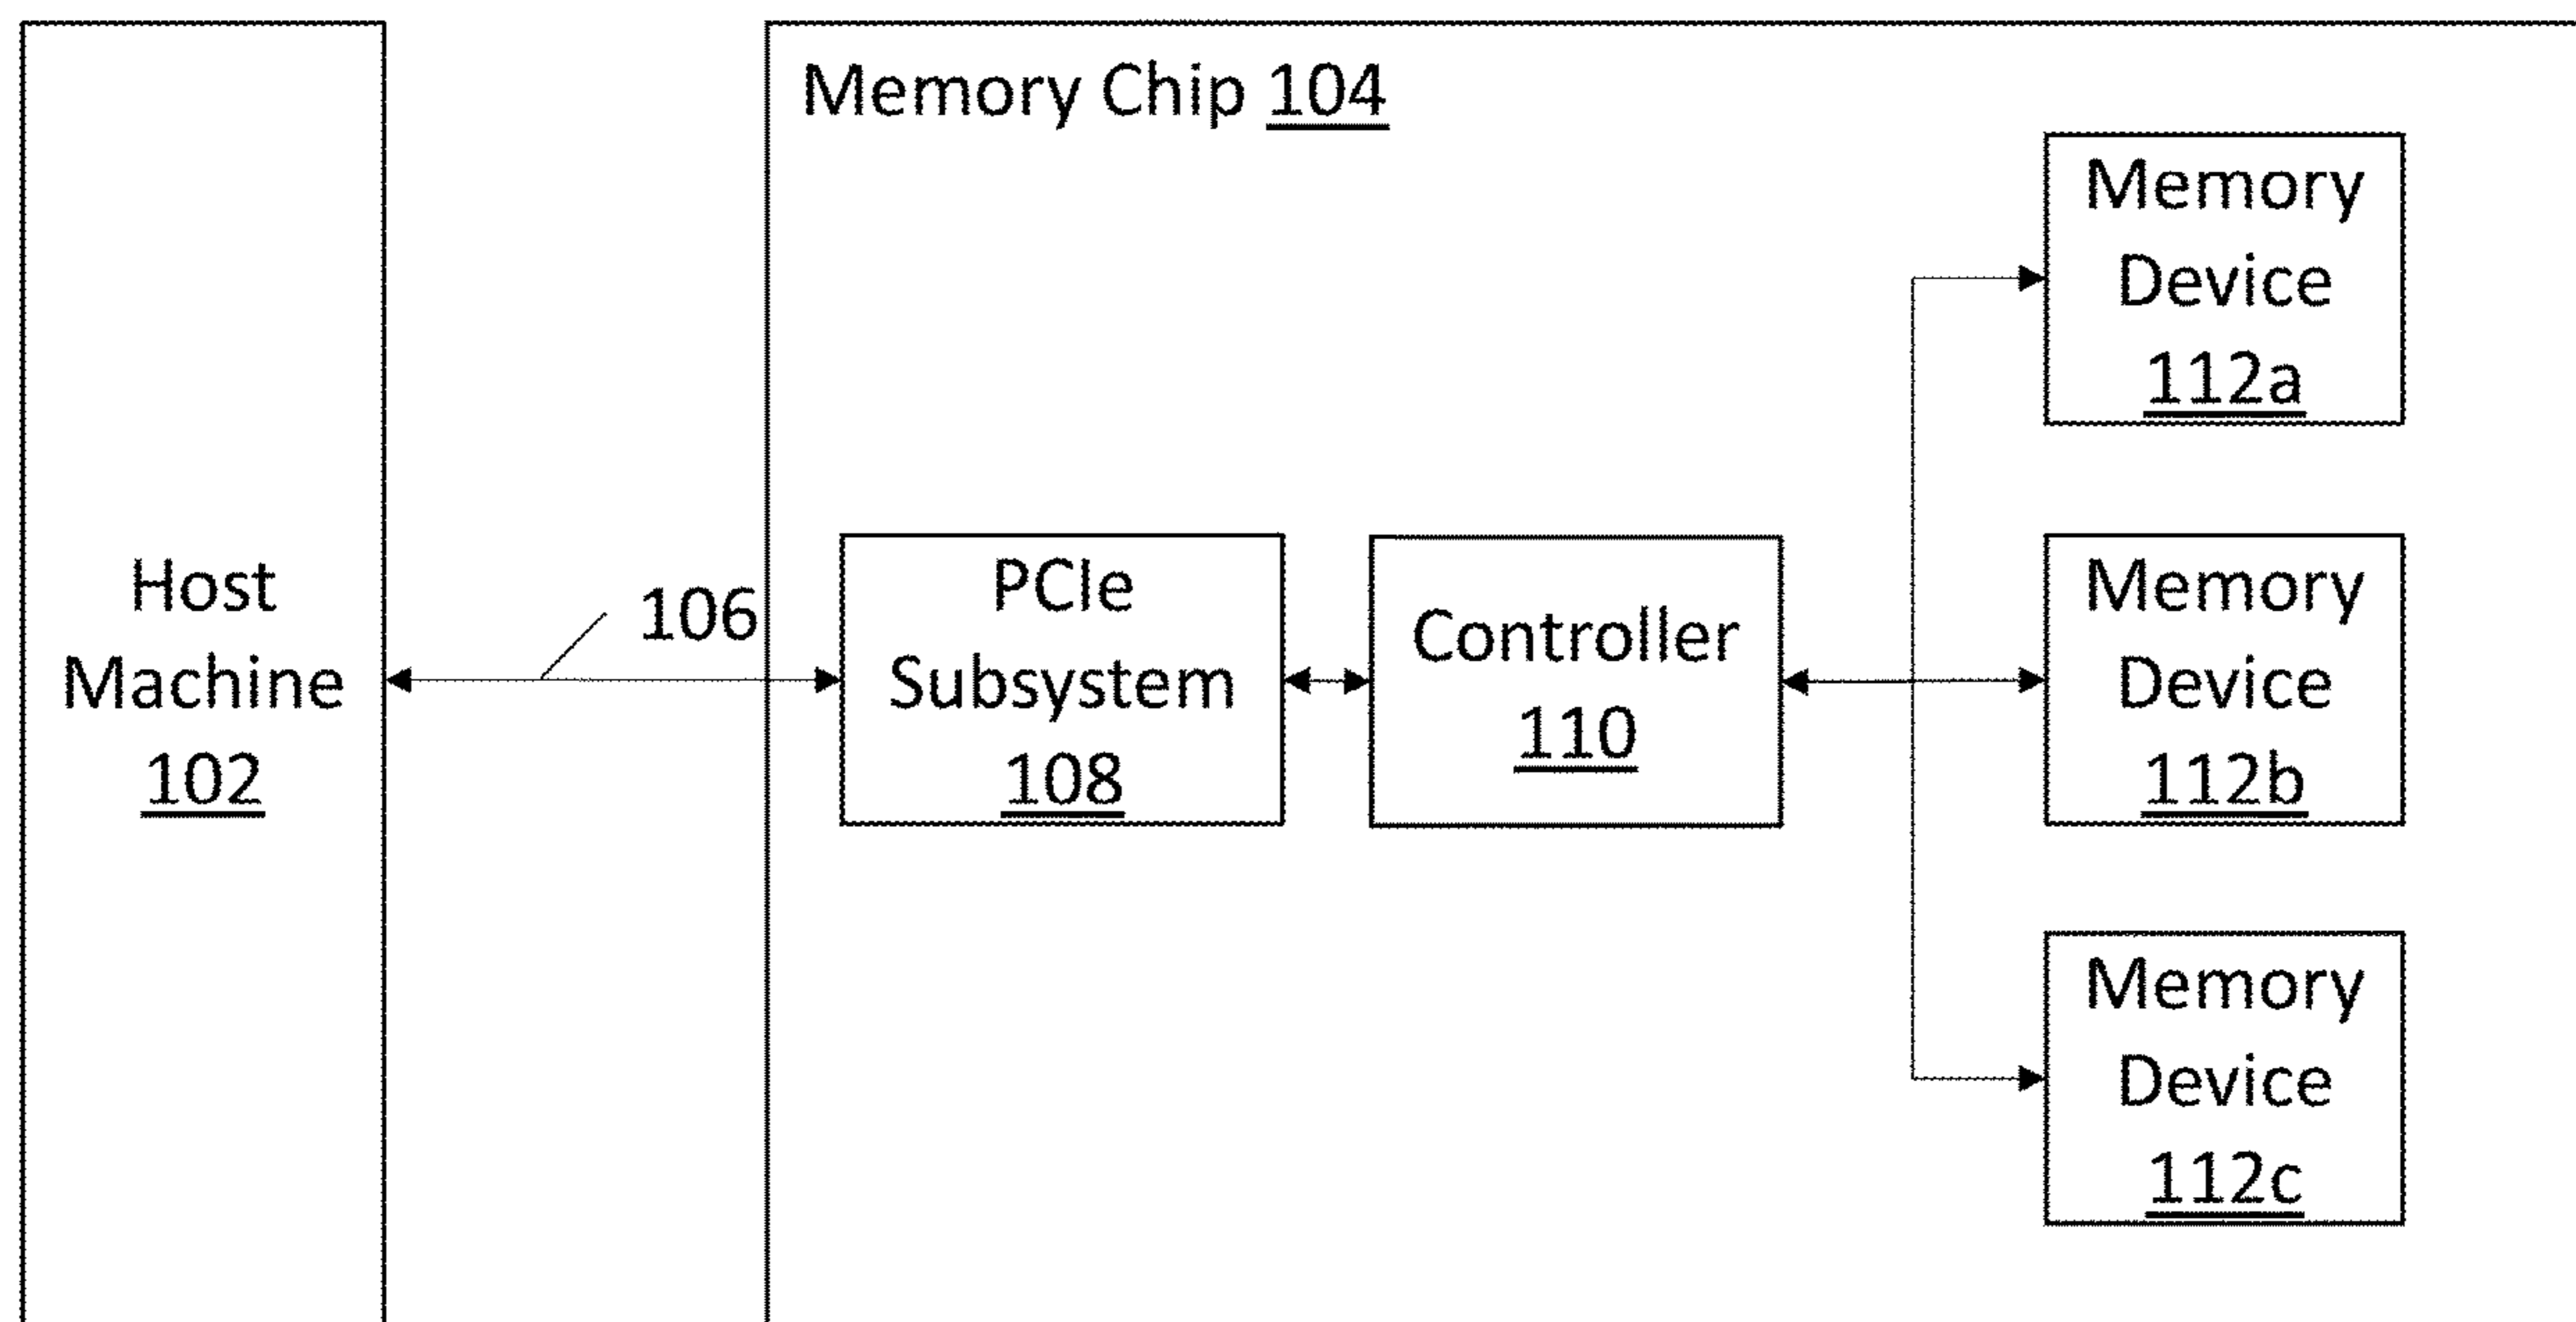 Memory Chip 104
Host
Machine
102
106
PCIe
Subsystem
108
Controller
110
Memory
Device
112a
Memory
Device
112b
Memory
Device
112c